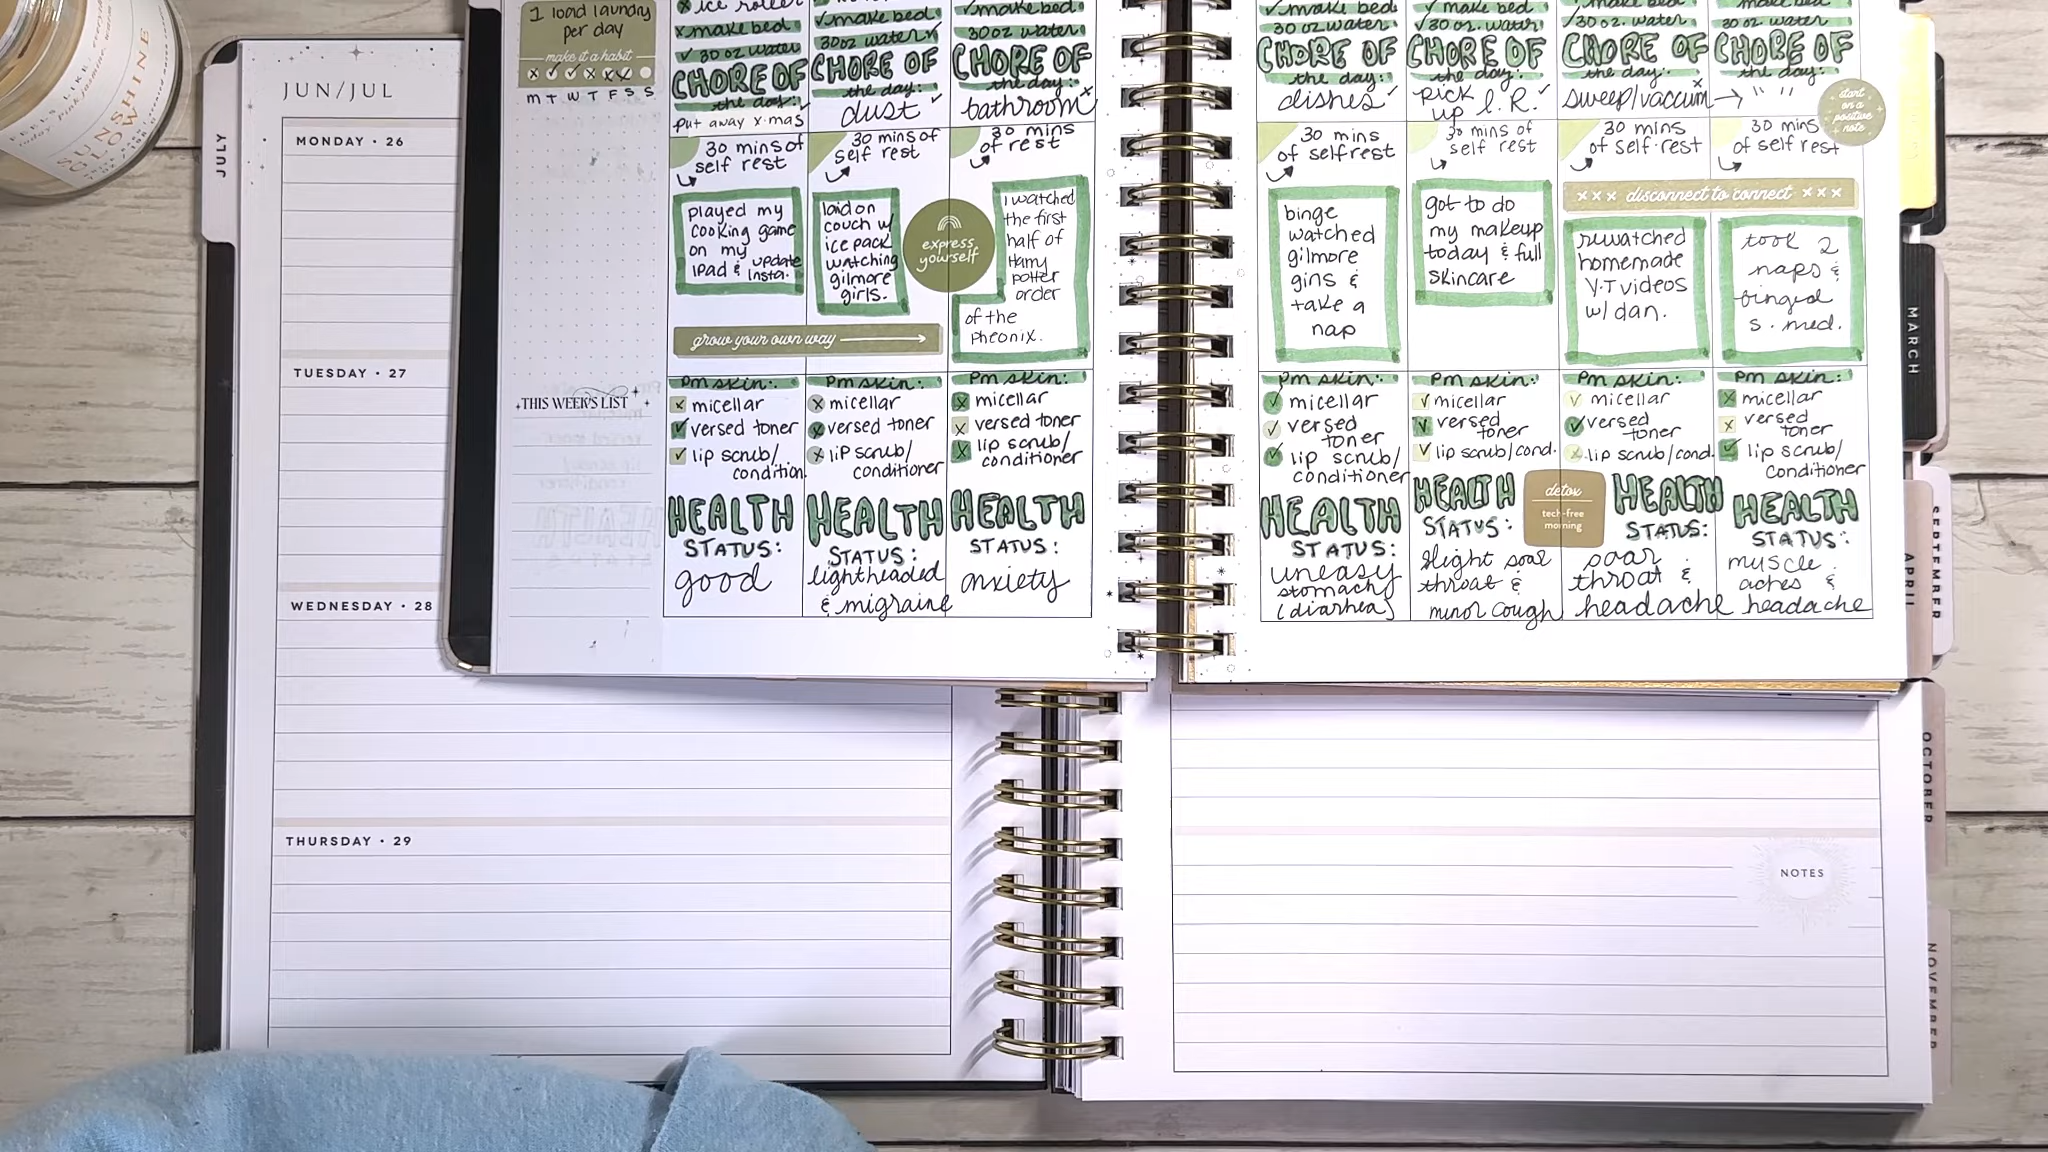 SUNSHINE
GLOW
JUN/JUL
JULY
MONDAY • 26
TUESDAY • 27
WEDNESDAY • 28
THURSDAY • 29
1 load laundry
per day
make it a habit
M T W T F S S
THIS WEEK'S LIST
ice roller
make bed
30 oz water
CHORE OF
the day:
put away x-mas
30 mins of
self rest
played my
cooking game
on my
ipad & update
insta.
grow your own way
PM skin:
micellar
versed toner
lip scrub/
condition.
HEALTH
STATUS:
good
make bed
30oz water
CHORE OF
the day:
dust
30 mins of
self rest
laid on
couch w/
ice pack
watching
gilmore
girls.
express
yourself
PM skin:
micellar
versed toner
lip scrub/
conditioner
HEALTH
STATUS:
lightheaded
& migraine
make bed
30oz water
CHORE OF
the day:
bathroom
30 mins
of rest
i watched
the first
half of
Harry
potter
order
of the
pheonix.
PM skin:
micellar
versed toner
lip scrub/
conditioner
HEALTH
STATUS:
anxiety
make bed
30 oz water
CHORE OF
the day:
dishes
30 mins
of self rest
binge
watched
gilmore
girls &
take a
nap
PM skin:
micellar
versed
toner
lip scrub/
conditioner
HEALTH
STATUS:
uneasy
stomach
(diarhea)
make bed
30 oz. water
CHORE OF
the day:
pick
up l.R.
30 mins of
self rest
got to do
my makeup
today & full
skincare
PM skin:
micellar
versed
toner
lip scrub/cond.
HEALTH
STATUS:
slight soar
throat &
minor cough
detox
tech-free
morning
make bed
30 oz. water
CHORE OF
the day:
sweep/vaccum → " "
30 mins
of self-rest
disconnect to connect
rewatched
homemade
Y.T videos
w/ dan.
PM skin:
micellar
versed
toner
lip scrub/cond.
HEALTH
STATUS:
soar
throat &
headache
make bed
30 oz water
CHORE OF
the day:
30 mins
of self rest
start
on a
positive
note
took 2
naps &
binged
s. med.
PM skin:
micellar
versed
toner
lip scrub/
conditioner
HEALTH
STATUS:
muscle
aches &
headache
MARCH
APRIL
SEPTEMBER
OCTOBER
NOVEMBER
NOTES